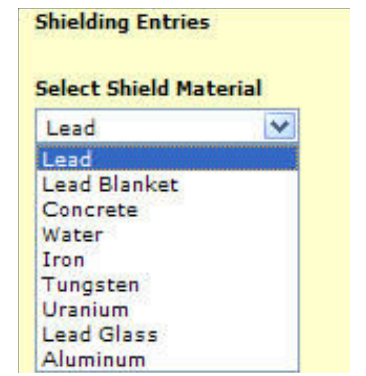 Shielding Entries
Select Shield Material
Lead
Lead
Lead Blanket
Concrete
Water
Iron
Tungsten
Uranium
Lead Glass
Aluminum